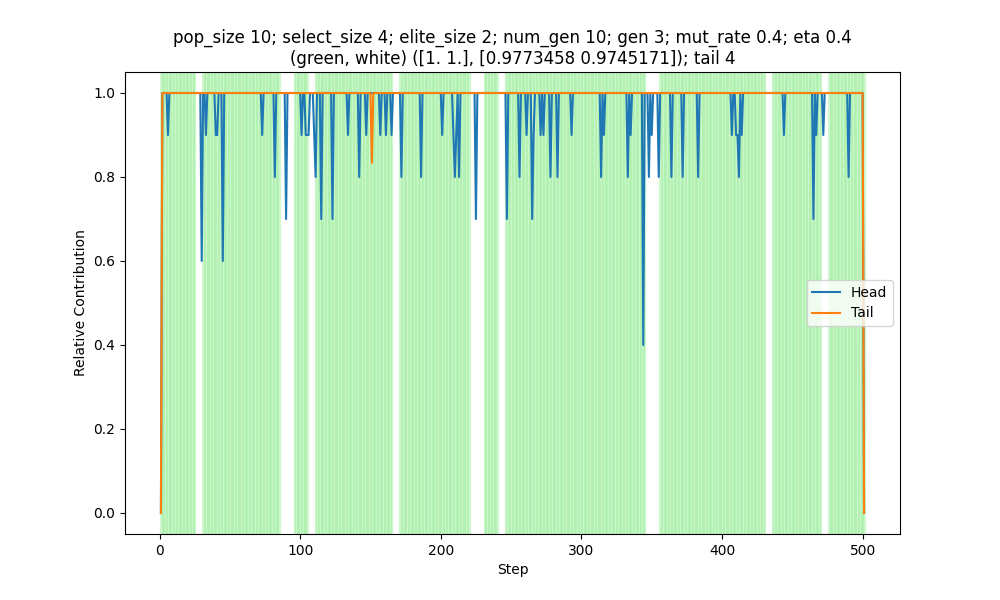 pop_size 10; select_size 4; elite_size 2; num_gen 10; gen 3; mut_rate 0.4; eta 0.4
(green, white) ([1. 1.], [0.9773458 0.9745171]); tail 4
1.0
0.8
0.6
0.4
0.2
0.0
Relative Contribution
Head
Tail
0
100
200
300
400
500
Step